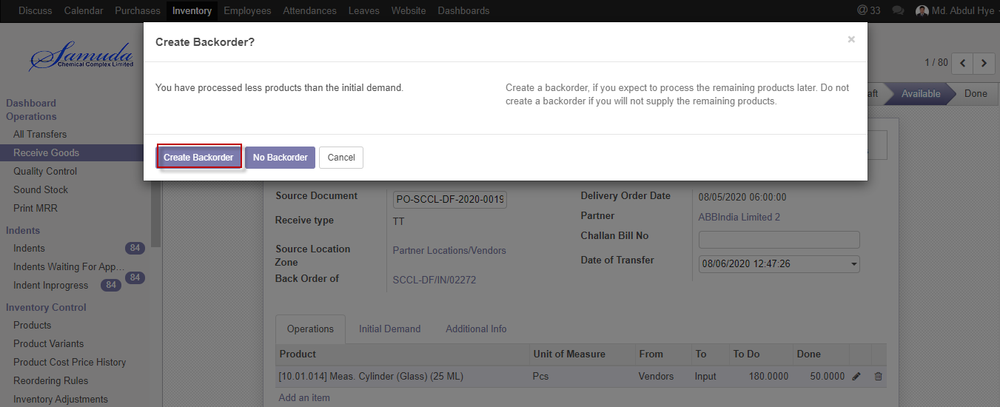 Discuss Calendar Purchases Inventory Employees Attendances Leaves Website Dashboards @ 33 Md. Abdul Hye
Samuda
Chemical Complex Limited
Create Backorder? ×
1 / 80
You have processed less products than the initial demand.
Create a backorder, if you expect to process the remaining products later. Do not
create a backorder if you will not supply the remaining products.
aft Available Done
Create Backorder No Backorder Cancel
Dashboard
Operations
All Transfers
Receive Goods
Quality Control
Sound Stock
Print MRR
Indents
Indents 84
Indents Waiting For App... 84
Indent Inprogress 84
Inventory Control
Products
Product Variants
Product Cost Price History
Reordering Rules
Inventory Adjustments
Source Document PO-SCCL-DF-2020-0019
Receive type TT
Source Location Partner Locations/Vendors
Zone
Back Order of SCCL-DF/IN/02272
Delivery Order Date 08/05/2020 06:00:00
Partner ABBIndia Limited 2
Challan Bill No
Date of Transfer 08/06/2020 12:47:26
Operations Initial Demand Additional Info
Product Unit of Measure From To To Do Done
[10.01.014] Meas. Cylinder (Glass) (25 ML) Pcs Vendors Input 180.0000 50.0000
Add an item